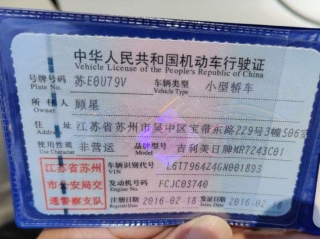 中华人民共和国机动车行驶证
Vehicle License of the People's Republic of China
号牌号码 苏E0U79V 车辆类型 小型轿车
Plate No. Vehicle Type
所有人 顾星
Owner
住址 江苏省苏州市吴中区宝带东路229号3幢506室
Address
使用性质 非营运 品牌型号 吉利美日牌MR7243C01
Use Character Model
江苏省苏州市公安局交通警察支队
车辆识别代号 L6T7964Z4GN001893
VIN
发动机号码 FCJC03740
Engine No.
注册日期 2016-02-18 发证日期 2016-02-18
Register Date Issue Date